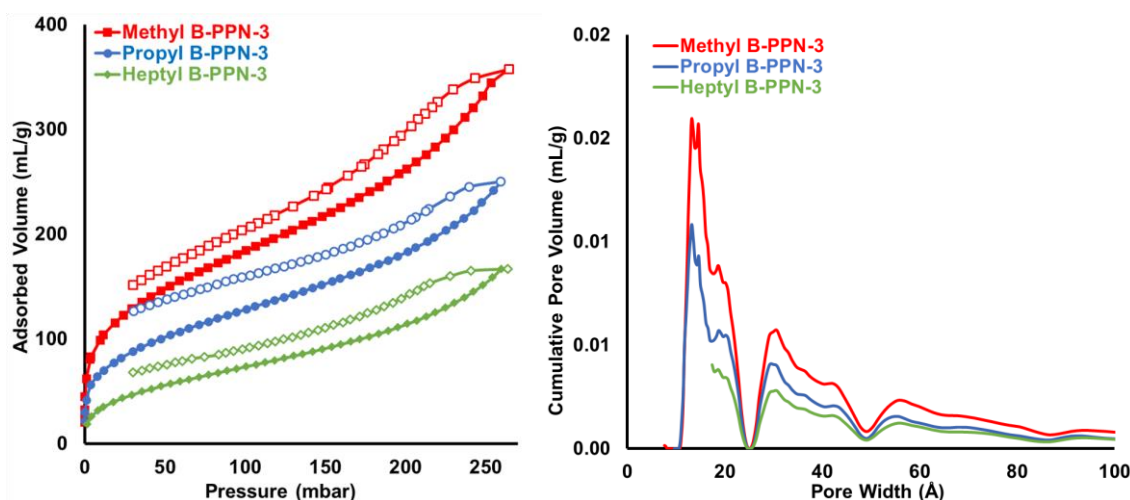 Methyl B-PPN-3
Propyl B-PPN-3
Heptyl B-PPN-3
400
300
200
100
0
Adsorbed Volume (mL/g)
0 50 100 150 200 250
Pressure (mbar)
Methyl B-PPN-3
Propyl B-PPN-3
Heptyl B-PPN-3
0.02
0.02
0.01
0.01
0.00
Cumulative Pore Volume (mL/g)
0 20 40 60 80 100
Pore Width (Å)